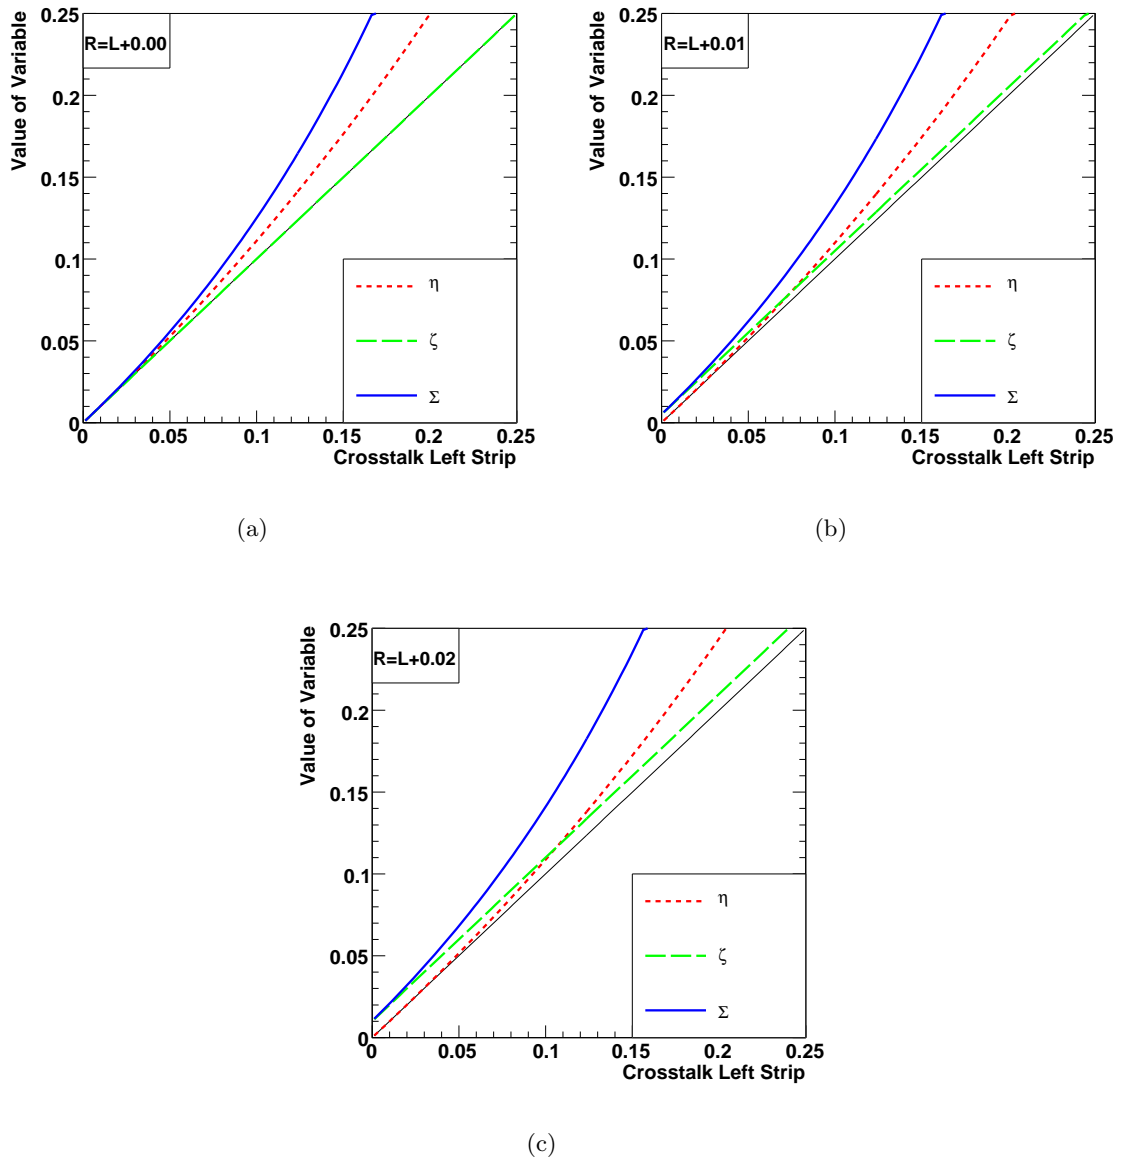 Value of Variable
0.25
0.2
0.15
0.1
0.05
0
R=L+0.00
η
ζ
Σ
0 0.05 0.1 0.15 0.2 0.25
Crosstalk Left Strip
(a)
Value of Variable
0.25
0.2
0.15
0.1
0.05
0
R=L+0.01
η
ζ
Σ
0 0.05 0.1 0.15 0.2 0.25
Crosstalk Left Strip
(b)
Value of Variable
0.25
0.2
0.15
0.1
0.05
0
R=L+0.02
η
ζ
Σ
0 0.05 0.1 0.15 0.2 0.25
Crosstalk Left Strip
(c)